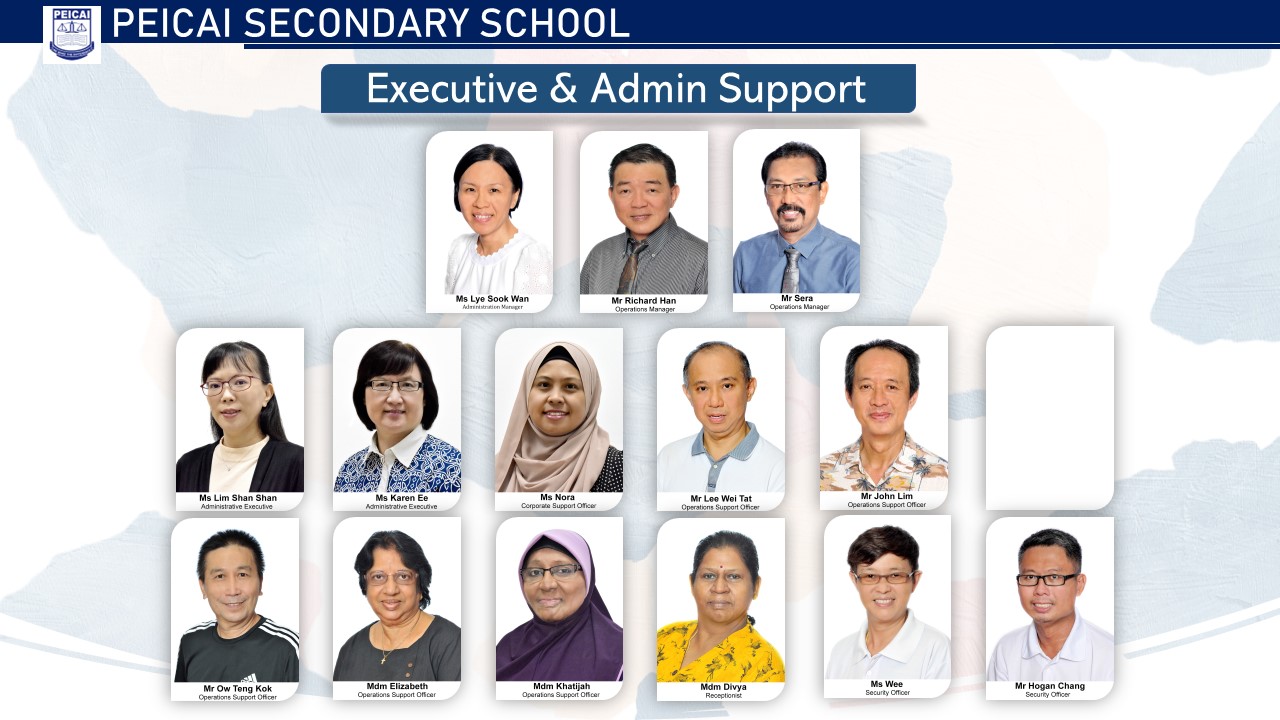 PEICAI
PEICAI SECONDARY SCHOOL
Executive & Admin Support
Ms Lye Sook Wan
Administration Manager
Mr Richard Han
Operations Manager
Mr Sera
Operations Manager
Ms Lim Shan Shan
Administrative Executive
Ms Karen Ee
Administrative Executive
Ms Nora
Corporate Support Officer
Mr Lee Wei Tat
Operations Support Officer
Mr John Lim
Operations Support Officer
Mr Ow Teng Kok
Operations Support Officer
Mdm Elizabeth
Operations Support Officer
Mdm Khatijah
Operations Support Officer
Mdm Divya
Receptionist
Ms Wee
Security Officer
Mr Hogan Chang
Security Officer